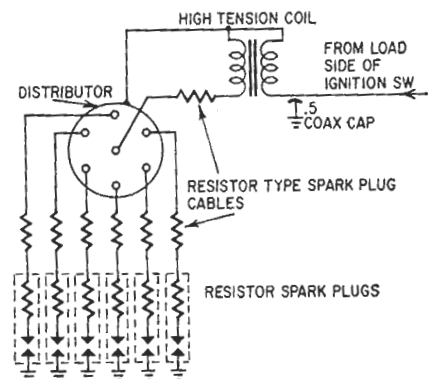 HIGH TENSION COIL
FROM LOAD
SIDE OF
IGNITION SW
DISTRIBUTOR
.5
COAX CAP
RESISTOR TYPE SPARK PLUG
CABLES
RESISTOR SPARK PLUGS